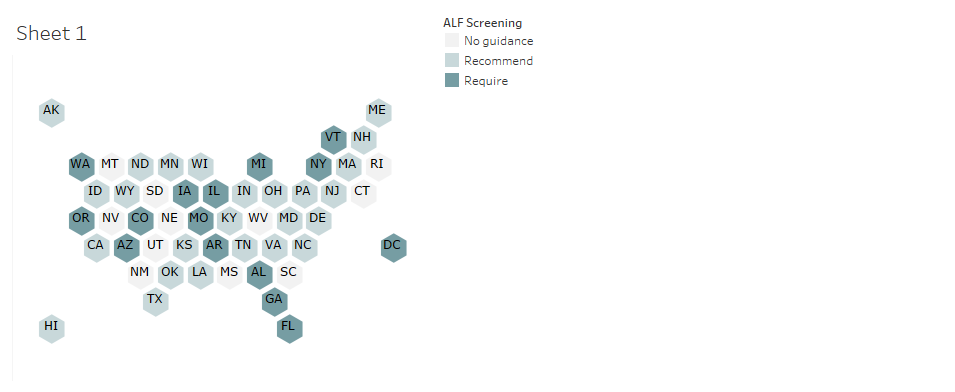 Sheet 1
ALF Screening
No guidance
Recommend
Require
AK ME
VT NH
WA MT ND MN WI MI NY MA RI
ID WY SD IA IL IN OH PA NJ CT
OR NV CO NE MO KY WV MD DE
CA AZ UT KS AR TN VA NC DC
NM OK LA MS AL SC
TX GA
HI FL